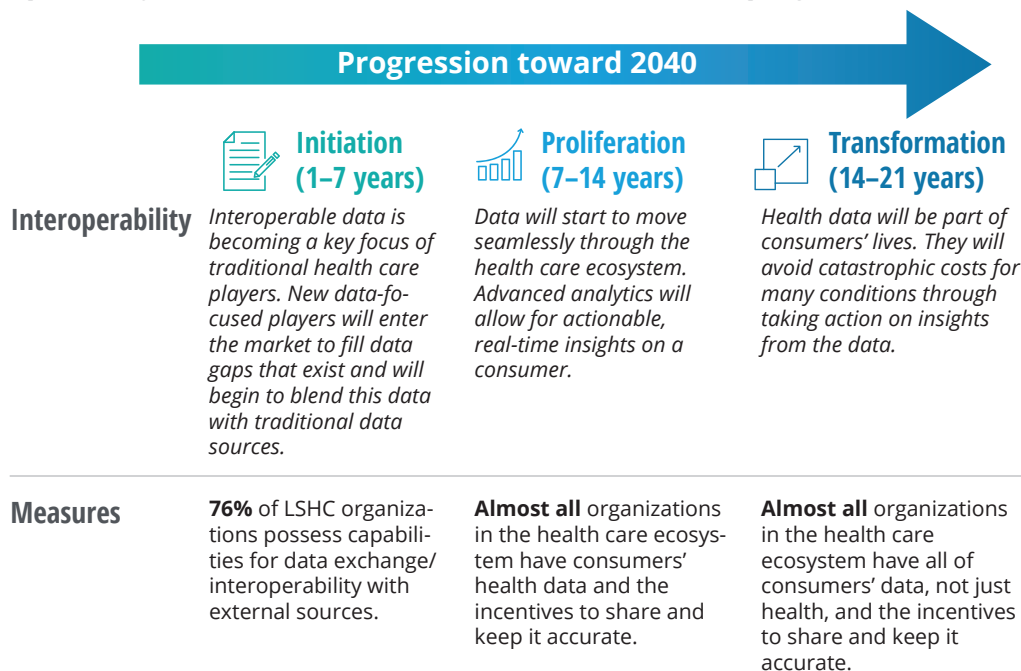 Progression toward 2040
Initiation
(1–7 years)
Proliferation
(7–14 years)
Transformation
(14–21 years)
Interoperability
Interoperable data is
becoming a key focus of
traditional health care
players. New data-fo-
cused players will enter
the market to fill data
gaps that exist and will
begin to blend this data
with traditional data
sources.
Data will start to move
seamlessly through the
health care ecosystem.
Advanced analytics will
allow for actionable,
real-time insights on a
consumer.
Health data will be part of
consumers’ lives. They will
avoid catastrophic costs for
many conditions through
taking action on insights
from the data.
Measures
76% of LSHC organiza-
tions possess capabili-
ties for data exchange/
interoperability with
external sources.
Almost all organizations
in the health care ecosys-
tem have consumers’
health data and the
incentives to share and
keep it accurate.
Almost all organizations
in the health care
ecosystem have all of
consumers’ data, not just
health, and the incentives
to share and keep it
accurate.